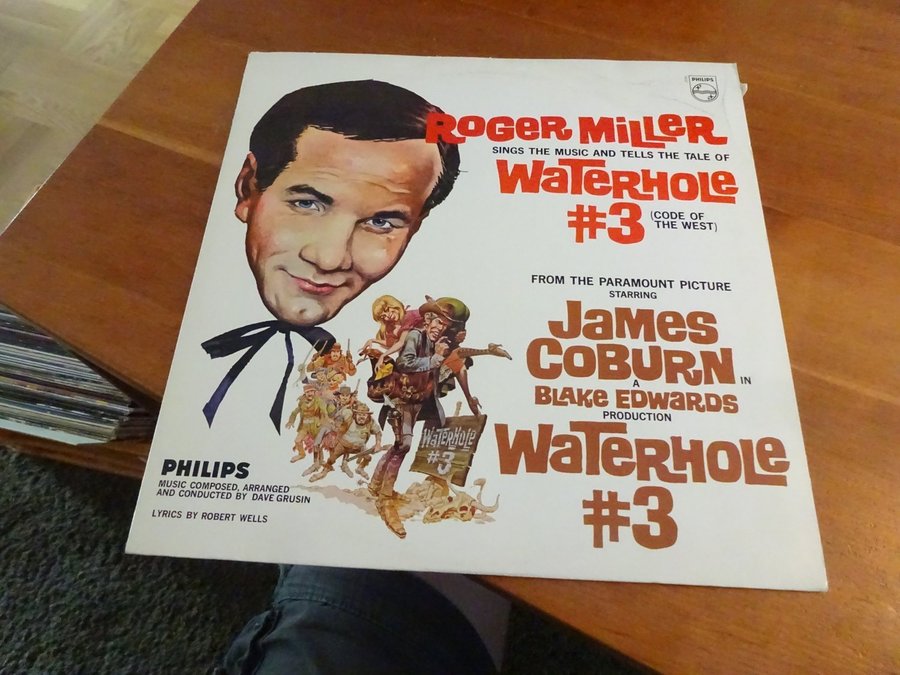 PHILIPS
ROGER MILLER
SINGS THE MUSIC AND TELLS THE TALE OF
WATERHOLE
#3 (CODE OF
THE WEST)
FROM THE PARAMOUNT PICTURE
STARRING
JAMES
COBURN IN
A
BLAKE EDWARDS
PRODUCTION
WATERHOLE
#3
WATERHOLE
#3
PHILIPS
MUSIC COMPOSED, ARRANGED
AND CONDUCTED BY DAVE GRUSIN
LYRICS BY ROBERT WELLS